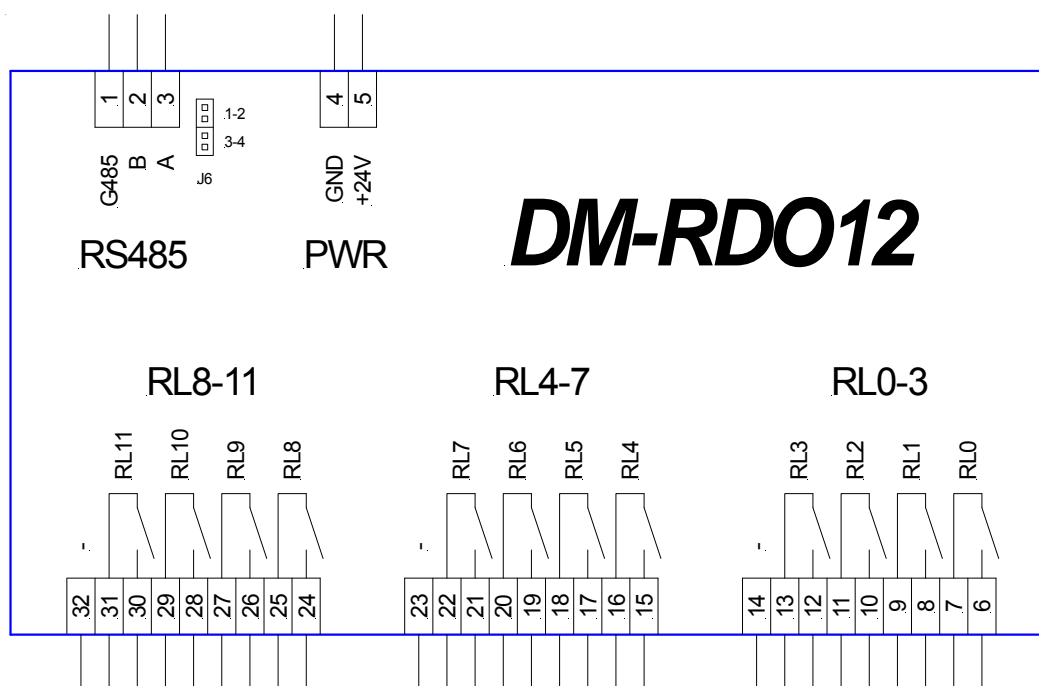 1 2 3 4 5
1-2
3-4
J6
G485 B A GND +24V
RS485 PWR
DM-RDO12
RL8-11 RL4-7 RL0-3
- RL11 RL10 RL9 RL8 - RL7 RL6 RL5 RL4 - RL3 RL2 RL1 RL0
32 31 30 29 28 27 26 25 24 23 22 21 20 19 18 17 16 15 14 13 12 11 10 9 8 7 6